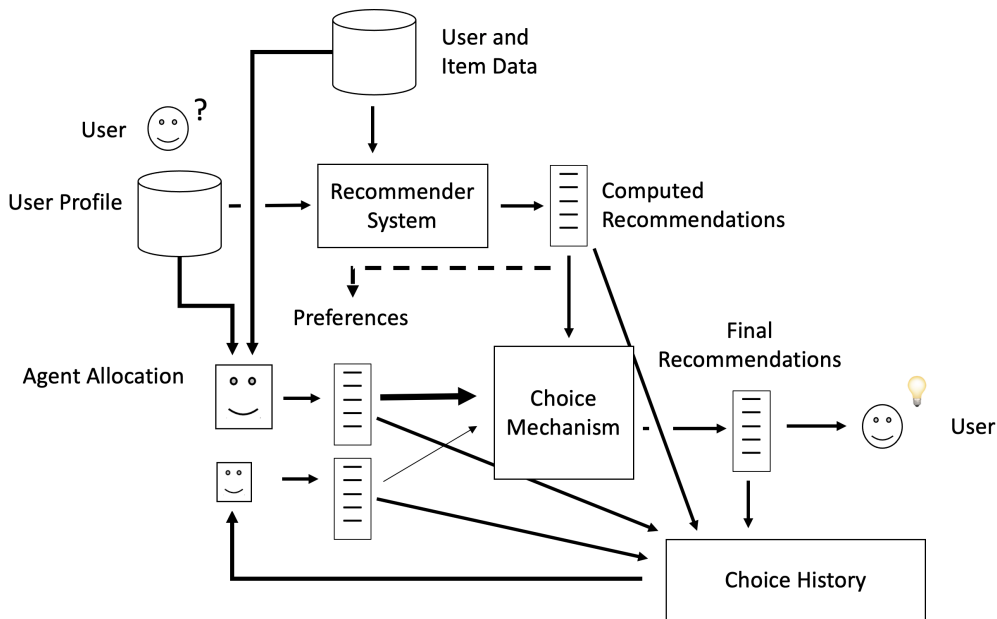 User and
Item Data
?
User
User Profile
Recommender
System
Computed
Recommendations
Preferences
Final
Recommendations
Agent Allocation
Choice
Mechanism
User
Choice History